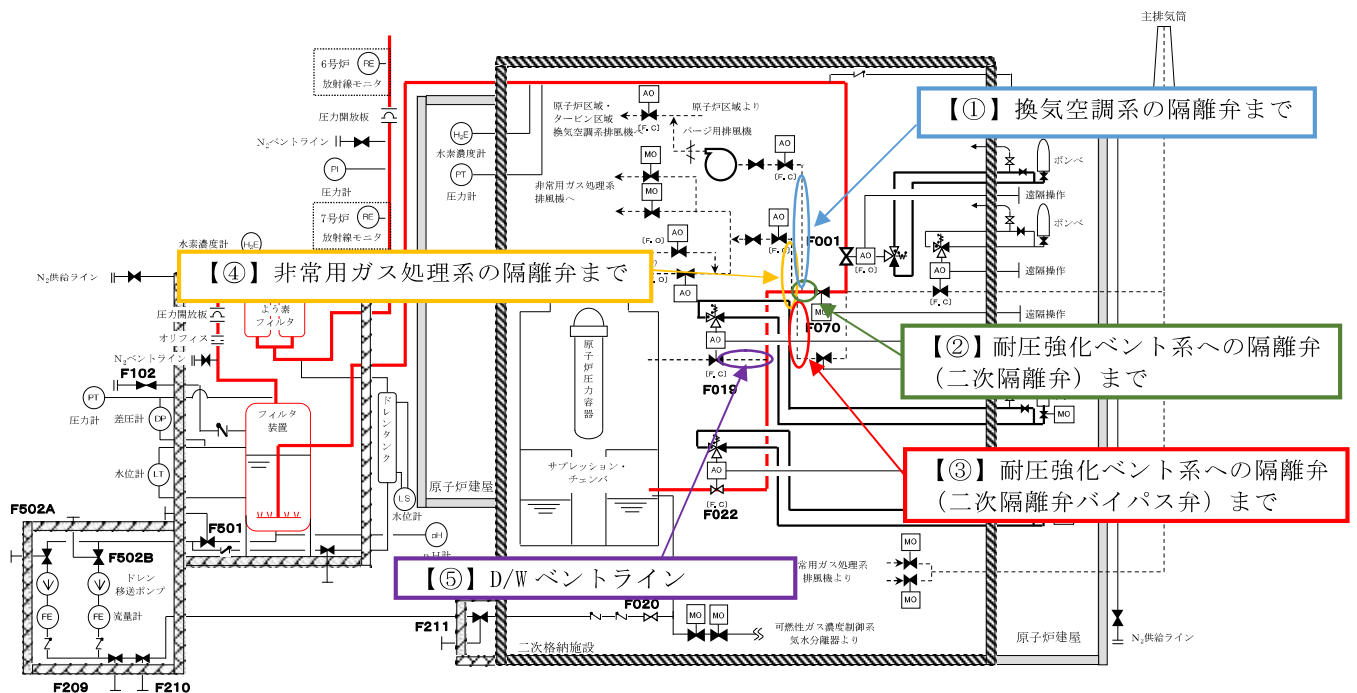 主排気筒
6号炉
RE
放射線モニタ
圧力開放板
N₂ベントライン
PI
圧力計
7号炉
RE
放射線モニタ
水素濃度計
H₂E
N₂供給ライン
H₂E
水素濃度計
PT
圧力計
原子炉区域・
タービン区域
換気空調系排風機へ
AO
[F.C]
原子炉区域より
パージ用排風機
AO
[F.C]
MO
MO
非常用ガス処理系
排風機へ
[F.O]
AO
AO
[F.C]
AO
【①】換気空調系の隔離弁まで
ボンベ
遠隔操作
ボンベ
遠隔操作
遠隔操作
F001
AO
[F.O]
AO
[F.C]
【④】非常用ガス処理系の隔離弁まで
圧力開放板
オリフィス
よう素
フィルタ
N₂ベントライン
F102
PT
圧力計
差圧計
DP
フィルタ
装置
水位計
LT
ドレンタンク
LS
水位計
原子炉建屋
pH
原子炉圧力容器
サプレッション・
チェンバ
MO
F070
AO
[F.C]
F019
【②】耐圧強化ベント系への隔離弁
(二次隔離弁)まで
MO
AO
[F.C]
F022
【③】耐圧強化ベント系への隔離弁
(二次隔離弁バイパス弁)まで
【⑤】D/Wベントライン
F502A
F501
F502B
ドレン
移送ポンプ
FE
FE
流量計
F209
F210
F211
F020
MO
MO
MO
MO
常用ガス処理系
排風機より
可燃性ガス濃度制御系
気水分離器より
二次格納施設
原子炉建屋
N₂供給ライン